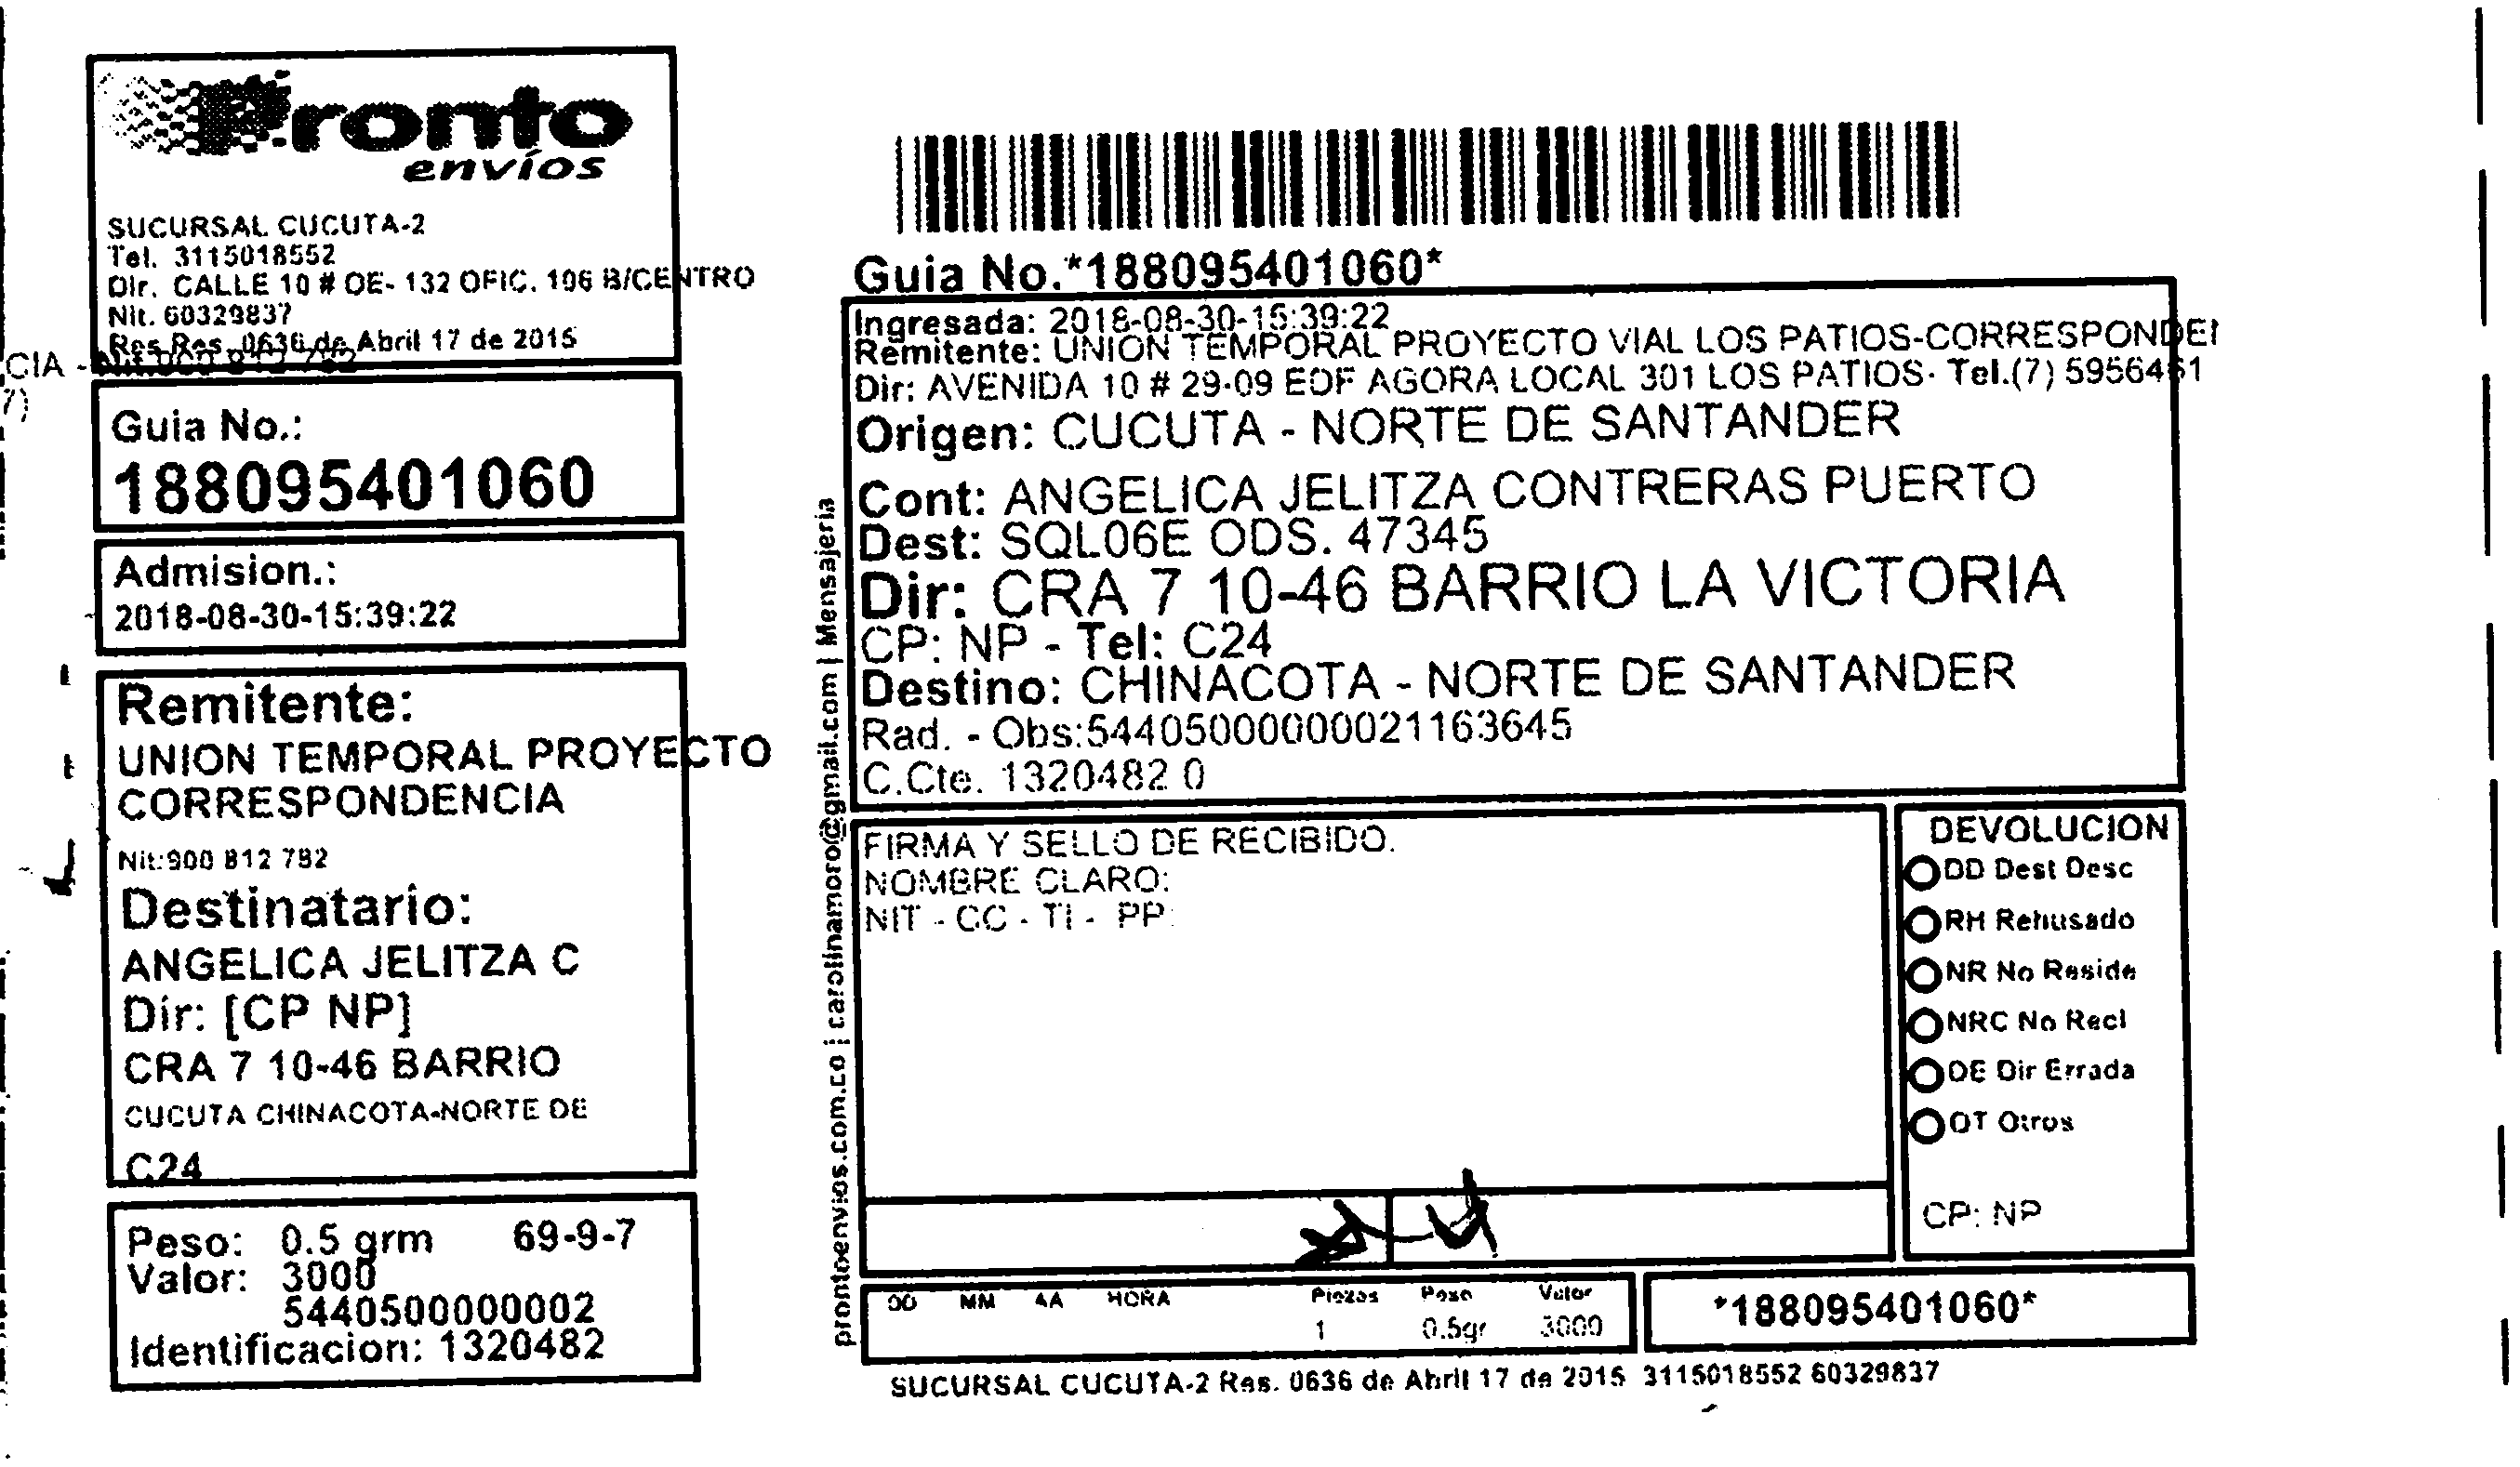 Pronto
envíos
SUCURSAL CUCUTA-2
Tel. 3115018552
Dir. CALLE 10 # OE- 132 OFIC. 106 B/CENTRO
Nit. 60329837
Res Res. 0636 de Abril 17 de 2015
CIA -
7)
Guia No.:
188095401060
Admision.:
2018-08-30-15:39:22
Remitente:
UNION TEMPORAL PROYECTO
CORRESPONDENCIA
Nit:900 812 782
Destinatario:
ANGELICA JELITZA C
Dir: [CP NP]
CRA 7 10-46 BARRIO
CUCUTA CHINACOTA-NORTE DE
C24
Peso: 0.5 grm 69-9-7
Valor: 3000
5440500000002
Identificacion: 1320482
prontoenvios.com.co | carolinamoro@gmail.com | Mensajeria
Guia No.*188095401060*
Ingresada: 2018-08-30-15:39:22
Remitente: UNION TEMPORAL PROYECTO VIAL LOS PATIOS-CORRESPONDE
Dir: AVENIDA 10 # 29-09 EDF AGORA LOCAL 301 LOS PATIOS- Tel.(7) 5956461
Origen: CUCUTA - NORTE DE SANTANDER
Cont: ANGELICA JELITZA CONTRERAS PUERTO
Dest: SQL06E ODS. 47345
Dir: CRA 7 10-46 BARRIO LA VICTORIA
CP: NP - Tel: C24
Destino: CHINACOTA - NORTE DE SANTANDER
Rad. - Obs:544050000000021163645
C.Cte. 1320482 0
FIRMA Y SELLO DE RECIBIDO.
NOMBRE CLARO:
NIT - CC - TI - PP:
DEVOLUCION
DD Dest Desc
RH Rehusado
NR No Reside
NRC No Recl
DE Dir Errada
OT Otros
CP: NP
DD MM AA HORA Piezas Peso Valor
1 0.5gr 3000
*188095401060*
SUCURSAL CUCUTA-2 Res. 0636 de Abril 17 de 2015 3115018552 60329837